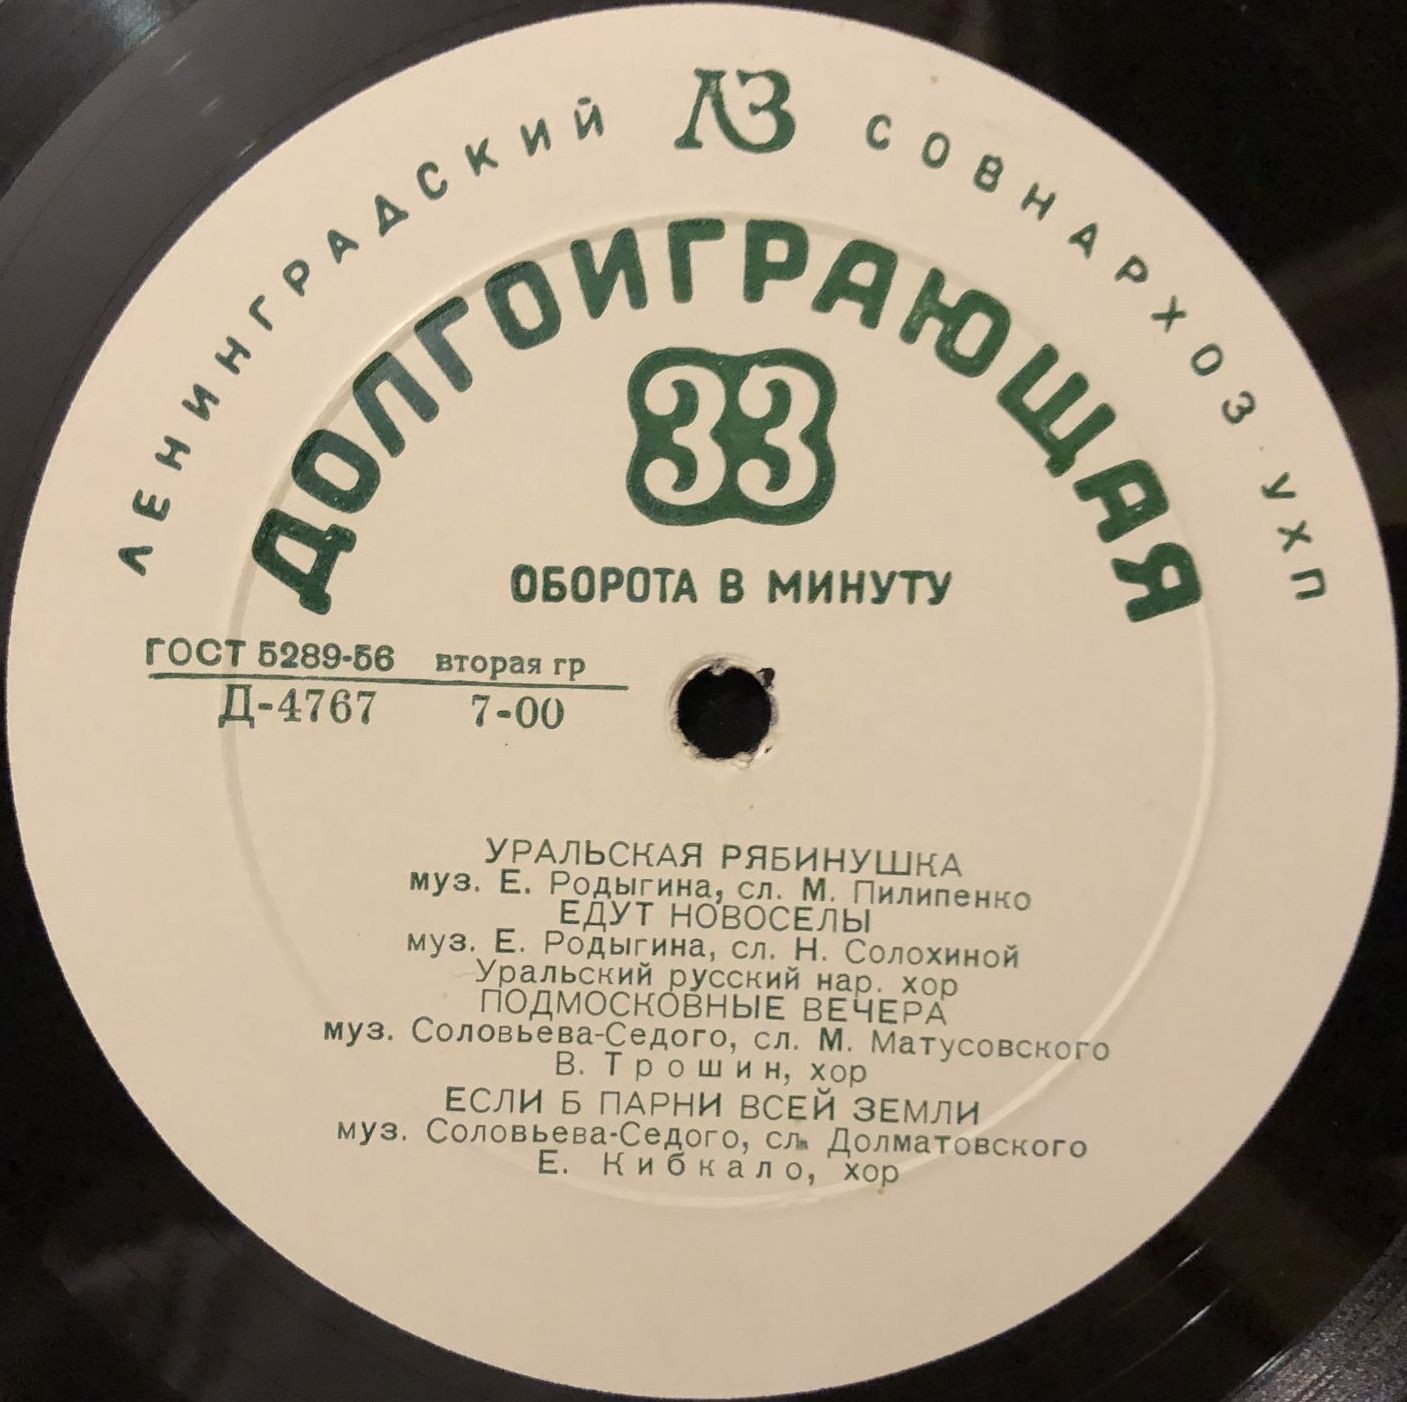 ЛЕНИНГРАДСКИЙ ЛЗ СОВНАРХОЗ УХП
ДОЛГОИГРАЮЩАЯ
33
ОБОРОТА В МИНУТУ
ГОСТ 5289-56 вторая гр
Д-4767 7-00
УРАЛЬСКАЯ РЯБИНУШКА
муз. Е. Родыгина, сл. М. Пилипенко
ЕДУТ НОВОСЕЛЫ
муз. Е. Родыгина, сл. Н. Солохиной
Уральский русский нар. хор
ПОДМОСКОВНЫЕ ВЕЧЕРА
муз. Соловьева-Седого, сл. М. Матусовского
В. Трошин, хор
ЕСЛИ Б ПАРНИ ВСЕЙ ЗЕМЛИ
муз. Соловьева-Седого, сл. Долматовского
Е. Кибкало, хор